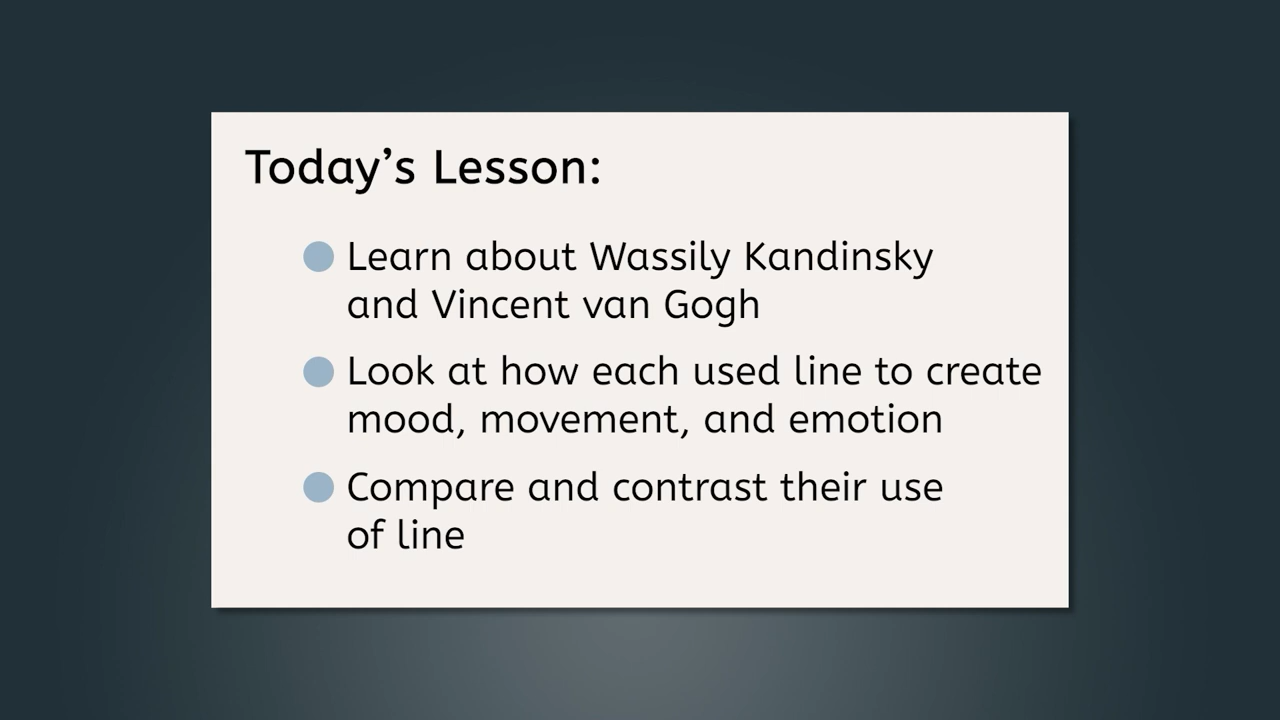 Today’s Lesson:
Learn about Wassily Kandinsky
and Vincent van Gogh
Look at how each used line to create
mood, movement, and emotion
Compare and contrast their use
of line